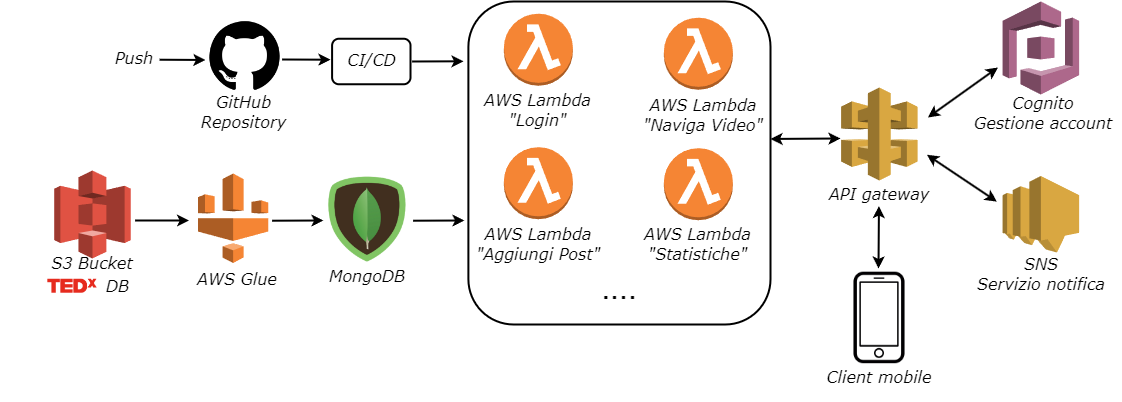 Push
GitHub
Repository
CI/CD
S3 Bucket
TEDx DB
AWS Glue
MongoDB
AWS Lambda
"Login"
AWS Lambda
"Naviga Video"
AWS Lambda
"Aggiungi Post"
AWS Lambda
"Statistiche"
....
API gateway
Cognito
Gestione account
SNS
Servizio notifica
Client mobile